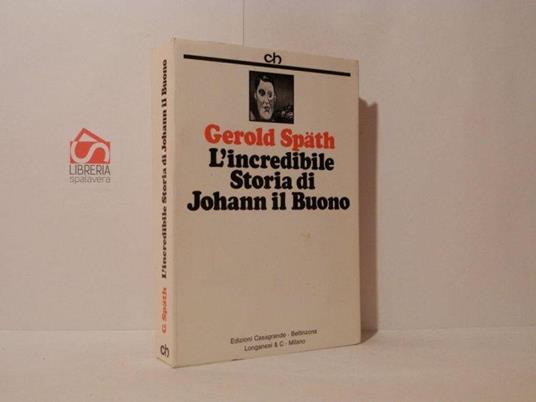 ch
Gerold Späth
L'incredibile
Storia di
Johann il Buono
Edizioni Casagrande - Bellinzona
Longanesi & C - Milano
G. Späth L'incredibile Storia di Johann il Buono
ch
LIBRERIA
spalavera